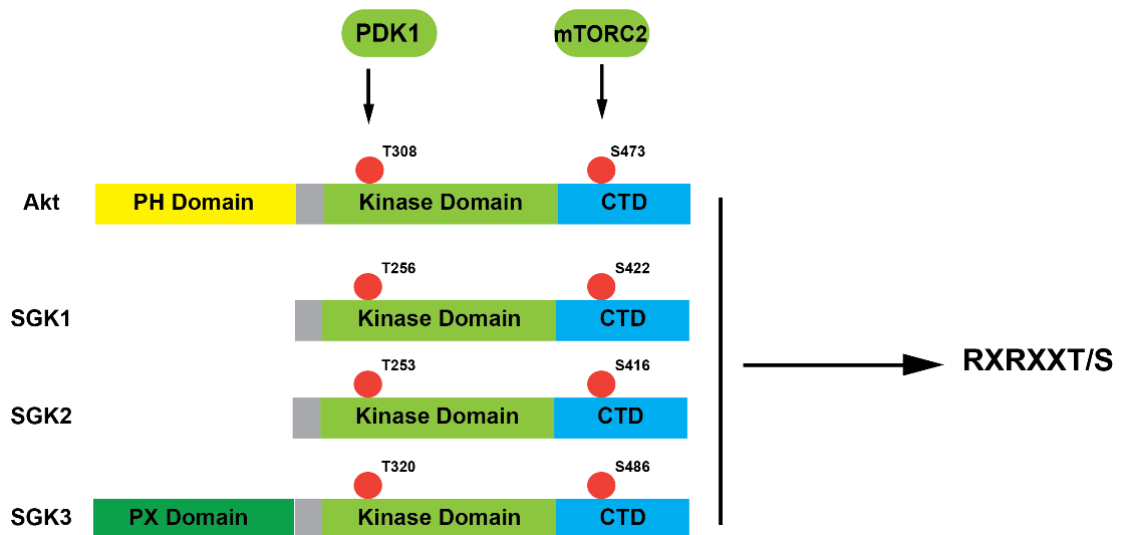 PDK1
mTORC2
T308
S473
Akt
PH Domain
Kinase Domain
CTD
T256
S422
SGK1
Kinase Domain
CTD
RXRXXT/S
T253
S416
SGK2
Kinase Domain
CTD
T320
S486
SGK3
PX Domain
Kinase Domain
CTD